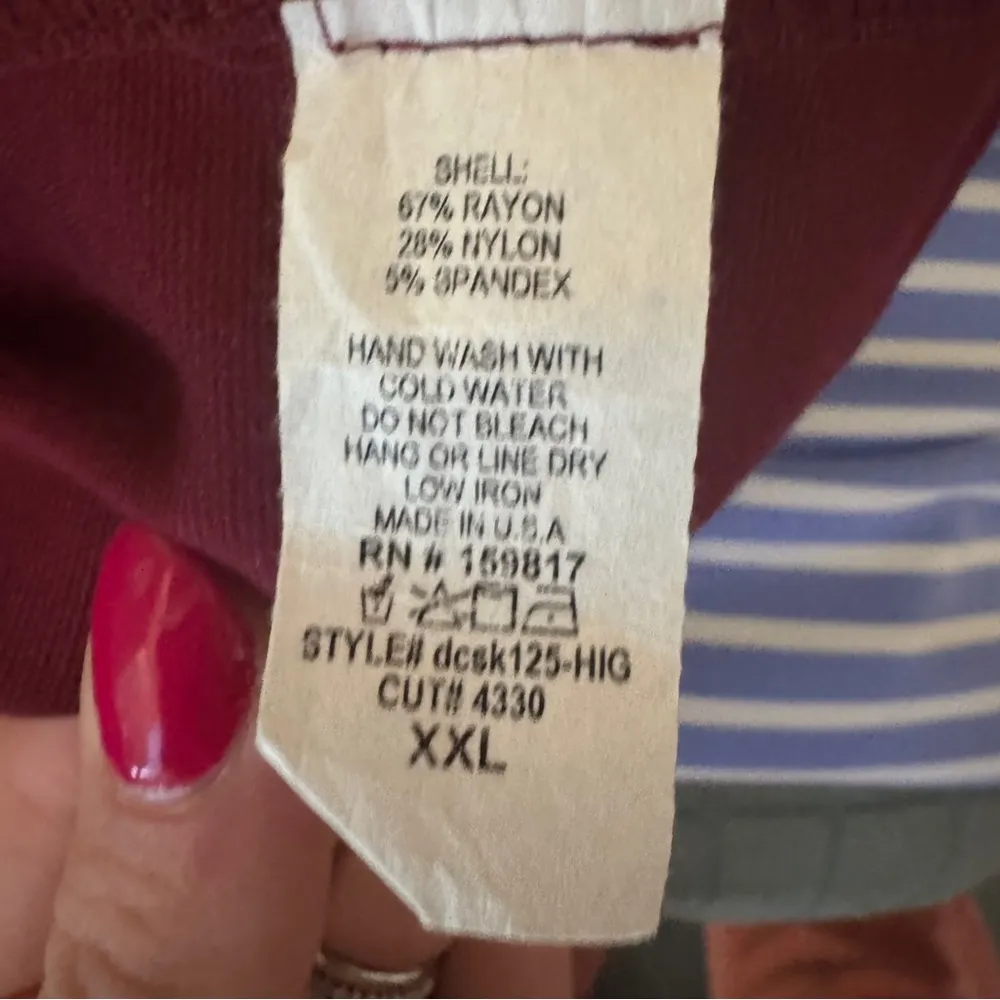 SHELL:
67% RAYON
28% NYLON
5% SPANDEX
HAND WASH WITH
COLD WATER
DO NOT BLEACH
HANG OR LINE DRY
LOW IRON
MADE IN U.S.A
RN # 159817
STYLE# dcsk125-HIG
CUT# 4330
XXL